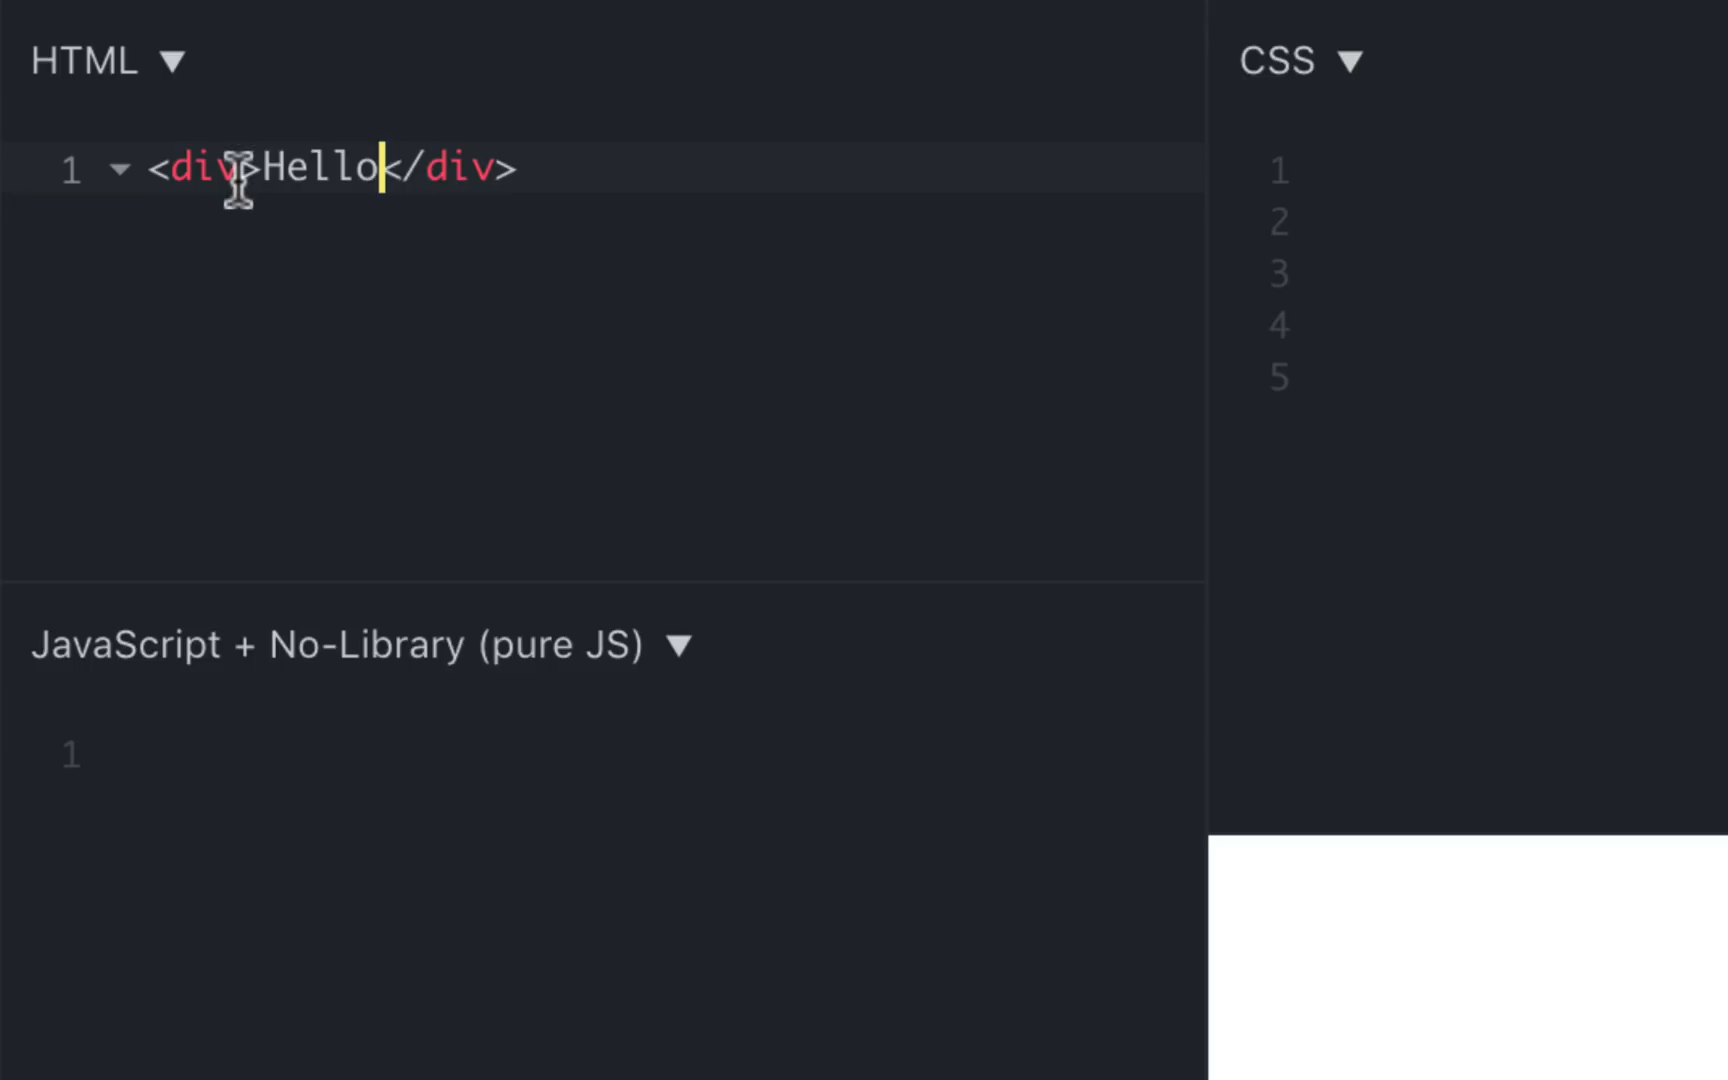 HTML ▼
1 <div>Hello</div>
JavaScript + No-Library (pure JS) ▼
1
CSS ▼
1
2
3
4
5